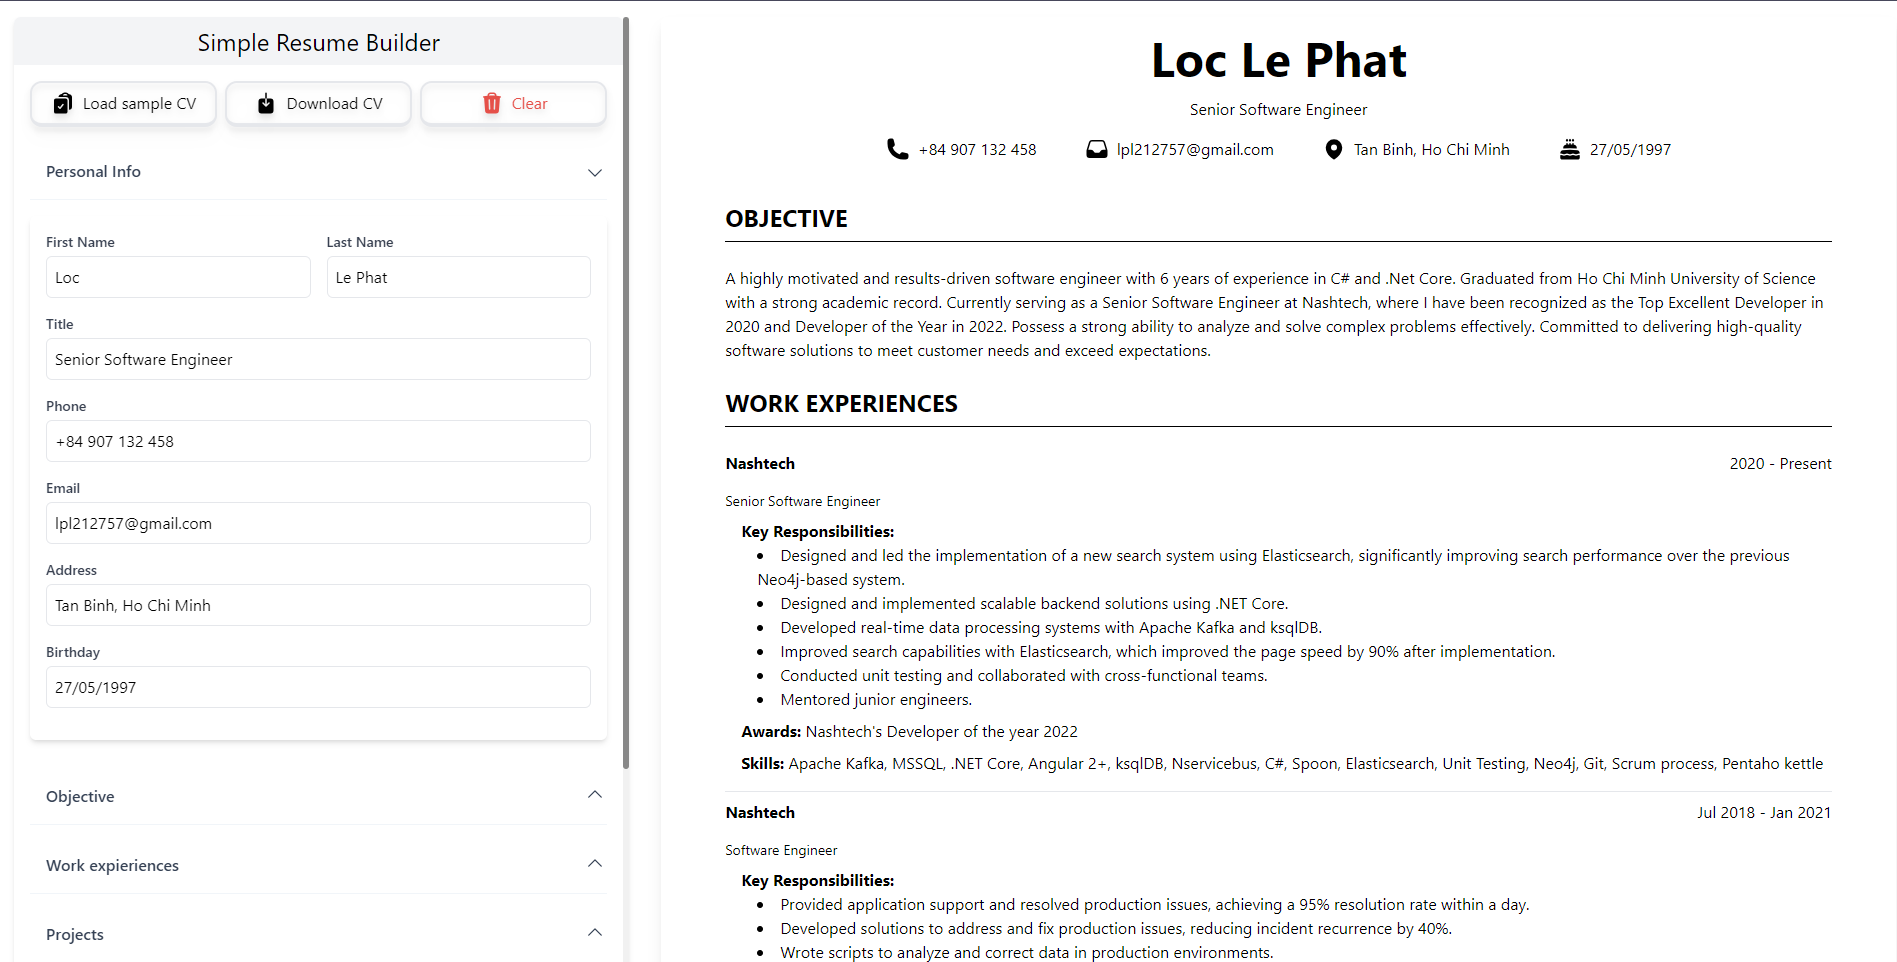 Simple Resume Builder
Load sample CV
Download CV
Clear
Personal Info
First Name
Last Name
Loc
Le Phat
Title
Senior Software Engineer
Phone
+84 907 132 458
Email
lpl212757@gmail.com
Address
Tan Binh, Ho Chi Minh
Birthday
27/05/1997
Objective
Work expieriences
Projects
Loc Le Phat
Senior Software Engineer
+84 907 132 458
lpl212757@gmail.com
Tan Binh, Ho Chi Minh
27/05/1997
OBJECTIVE
A highly motivated and results-driven software engineer with 6 years of experience in C# and .Net Core. Graduated from Ho Chi Minh University of Science
with a strong academic record. Currently serving as a Senior Software Engineer at Nashtech, where I have been recognized as the Top Excellent Developer in
2020 and Developer of the Year in 2022. Possess a strong ability to analyze and solve complex problems effectively. Committed to delivering high-quality
software solutions to meet customer needs and exceed expectations.
WORK EXPERIENCES
Nashtech
2020 - Present
Senior Software Engineer
Key Responsibilities:
• Designed and led the implementation of a new search system using Elasticsearch, significantly improving search performance over the previous
Neo4j-based system.
• Designed and implemented scalable backend solutions using .NET Core.
• Developed real-time data processing systems with Apache Kafka and ksqlDB.
• Improved search capabilities with Elasticsearch, which improved the page speed by 90% after implementation.
• Conducted unit testing and collaborated with cross-functional teams.
• Mentored junior engineers.
Awards: Nashtech's Developer of the year 2022
Skills: Apache Kafka, MSSQL, .NET Core, Angular 2+, ksqlDB, Nservicebus, C#, Spoon, Elasticsearch, Unit Testing, Neo4j, Git, Scrum process, Pentaho kettle
Nashtech
Jul 2018 - Jan 2021
Software Engineer
Key Responsibilities:
• Provided application support and resolved production issues, achieving a 95% resolution rate within a day.
• Developed solutions to address and fix production issues, reducing incident recurrence by 40%.
• Wrote scripts to analyze and correct data in production environments.